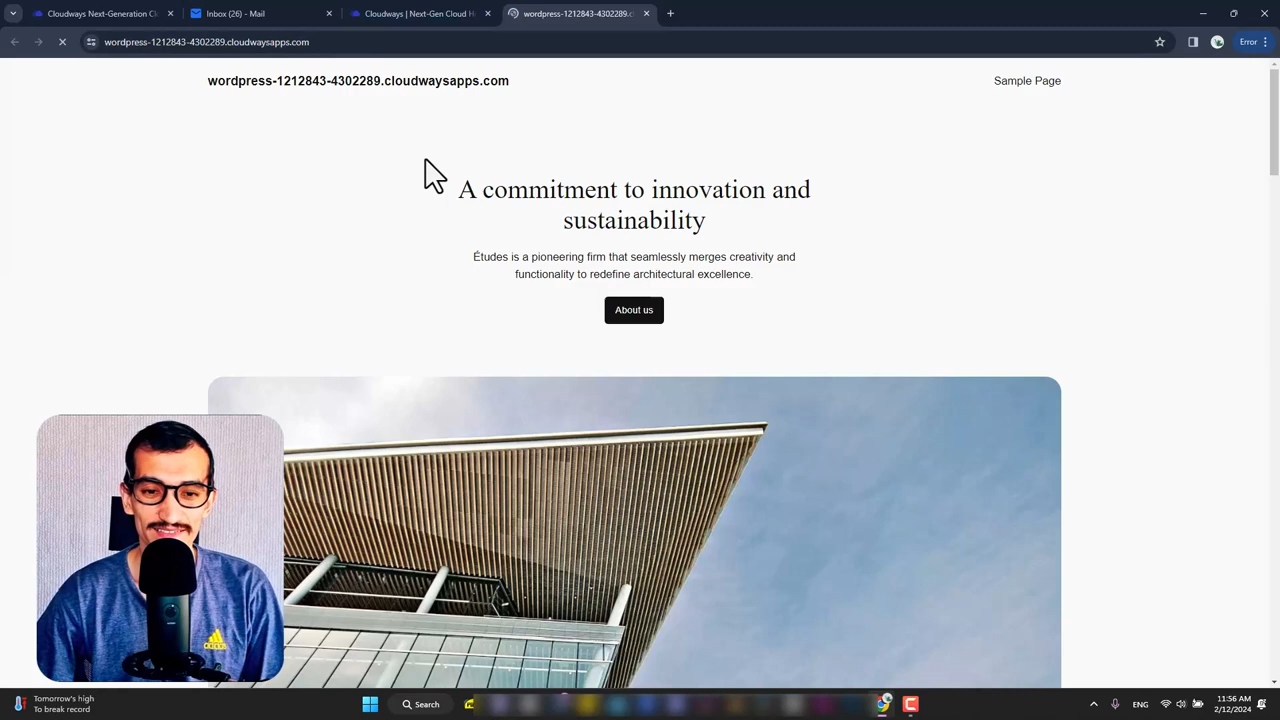 Cloudways Next-Generation Cl
Inbox (26) - Mail
Cloudways | Next-Gen Cloud H
wordpress-1212843-4302289.cl
wordpress-1212843-4302289.cloudwaysapps.com
Error
wordpress-1212843-4302289.cloudwaysapps.com
Sample Page
A commitment to innovation and
sustainability
Études is a pioneering firm that seamlessly merges creativity and
functionality to redefine architectural excellence.
About us
adidas
Tomorrow's high
To break record
Search
ENG
11:56 AM
2/12/2024